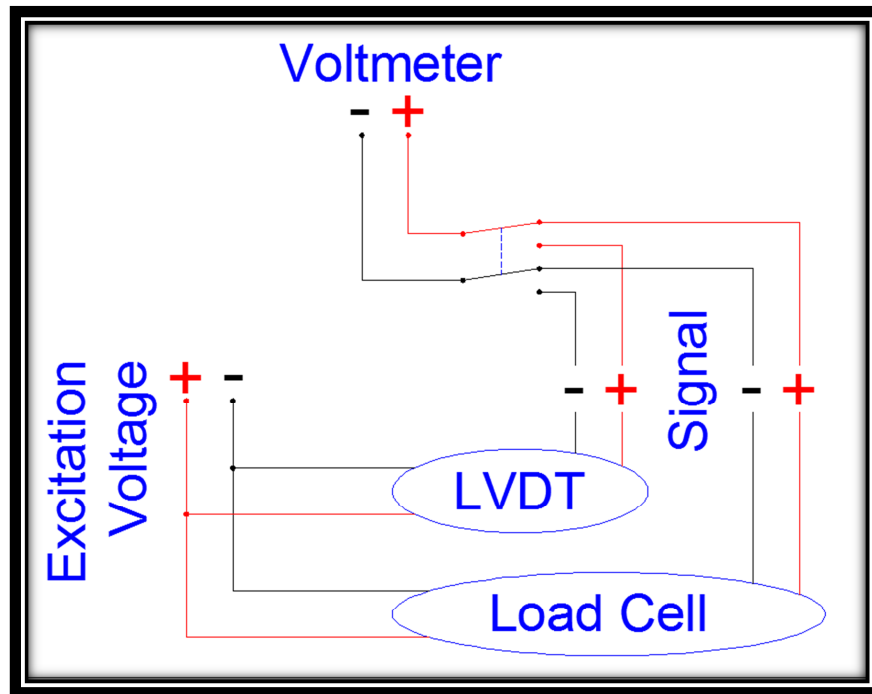 Voltmeter
- +
Excitation
Voltage
+ -
Signal
- + - +
LVDT
Load Cell